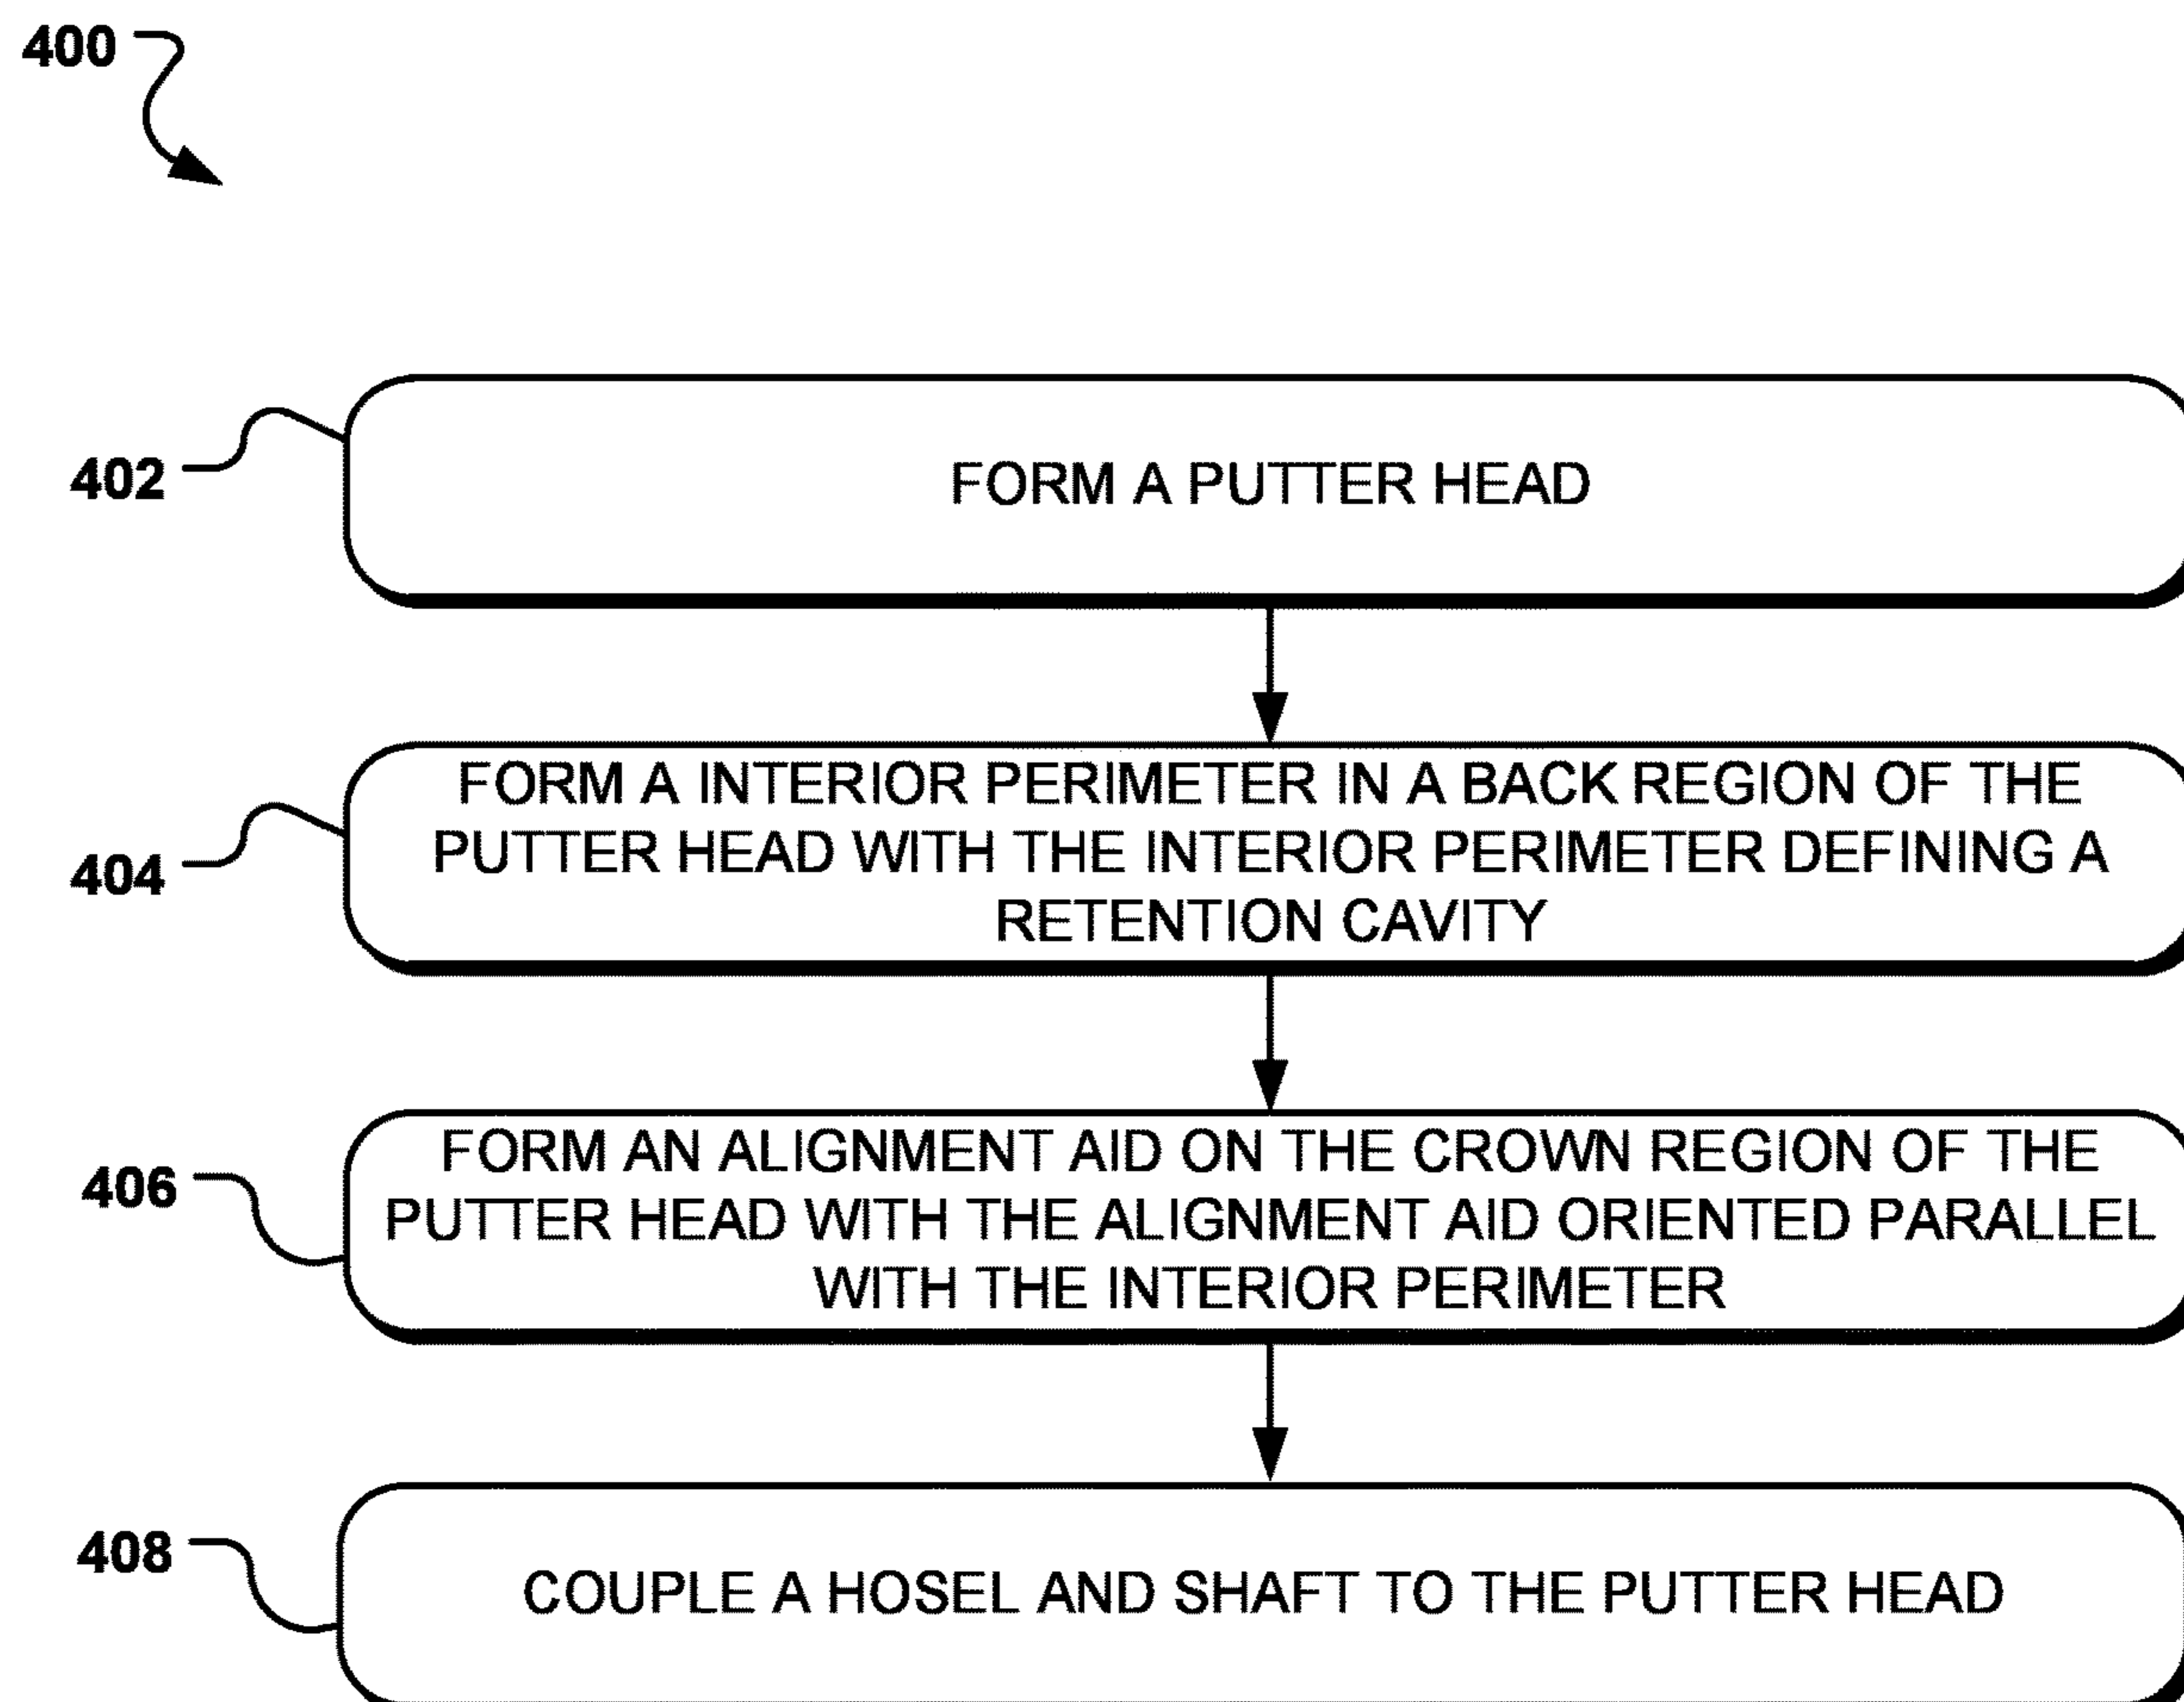 400
402
FORM A PUTTER HEAD
404
FORM A INTERIOR PERIMETER IN A BACK REGION OF THE
PUTTER HEAD WITH THE INTERIOR PERIMETER DEFINING A
RETENTION CAVITY
406
FORM AN ALIGNMENT AID ON THE CROWN REGION OF THE
PUTTER HEAD WITH THE ALIGNMENT AID ORIENTED PARALLEL
WITH THE INTERIOR PERIMETER
408
COUPLE A HOSEL AND SHAFT TO THE PUTTER HEAD